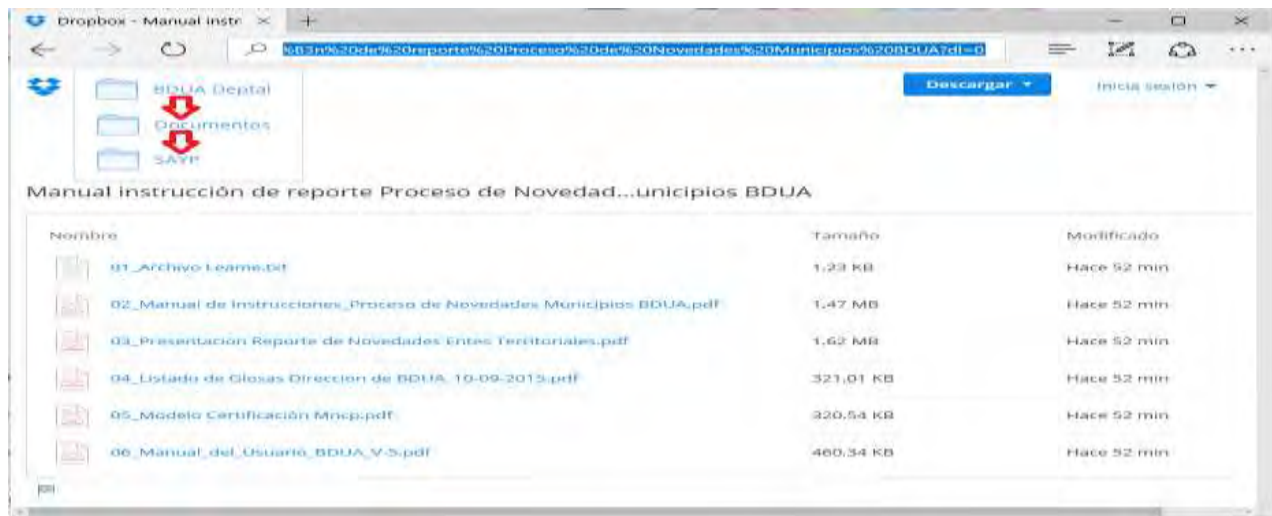 Dropbox - Manual instr
%B3n%20de%20reporte%20Proceso%20de%20Novedades%20Municipios%20BDUA?dl=0
BDUA Deptal
Descargar
Inicia sesión
Documentos
SAYP
Manual instrucción de reporte Proceso de Novedad...unicipios BDUA
Nombre Tamaño Modificado
01_Archivo Leame.txt 1,23 KB Hace 52 min
02_Manual de Instrucciones_Proceso de Novedades Municipios BDUA.pdf 1,47 MB Hace 52 min
03_Presentación Reporte de Novedades Entes Territoriales.pdf 1,62 MB Hace 52 min
04_Listado de Glosas Dirección de BDUA 10-09-2015.pdf 321,01 KB Hace 52 min
05_Modelo Certificación Mncp.pdf 320,54 KB Hace 52 min
06_Manual_del_Usuario_BDUA_V-5.pdf 460,34 KB Hace 52 min